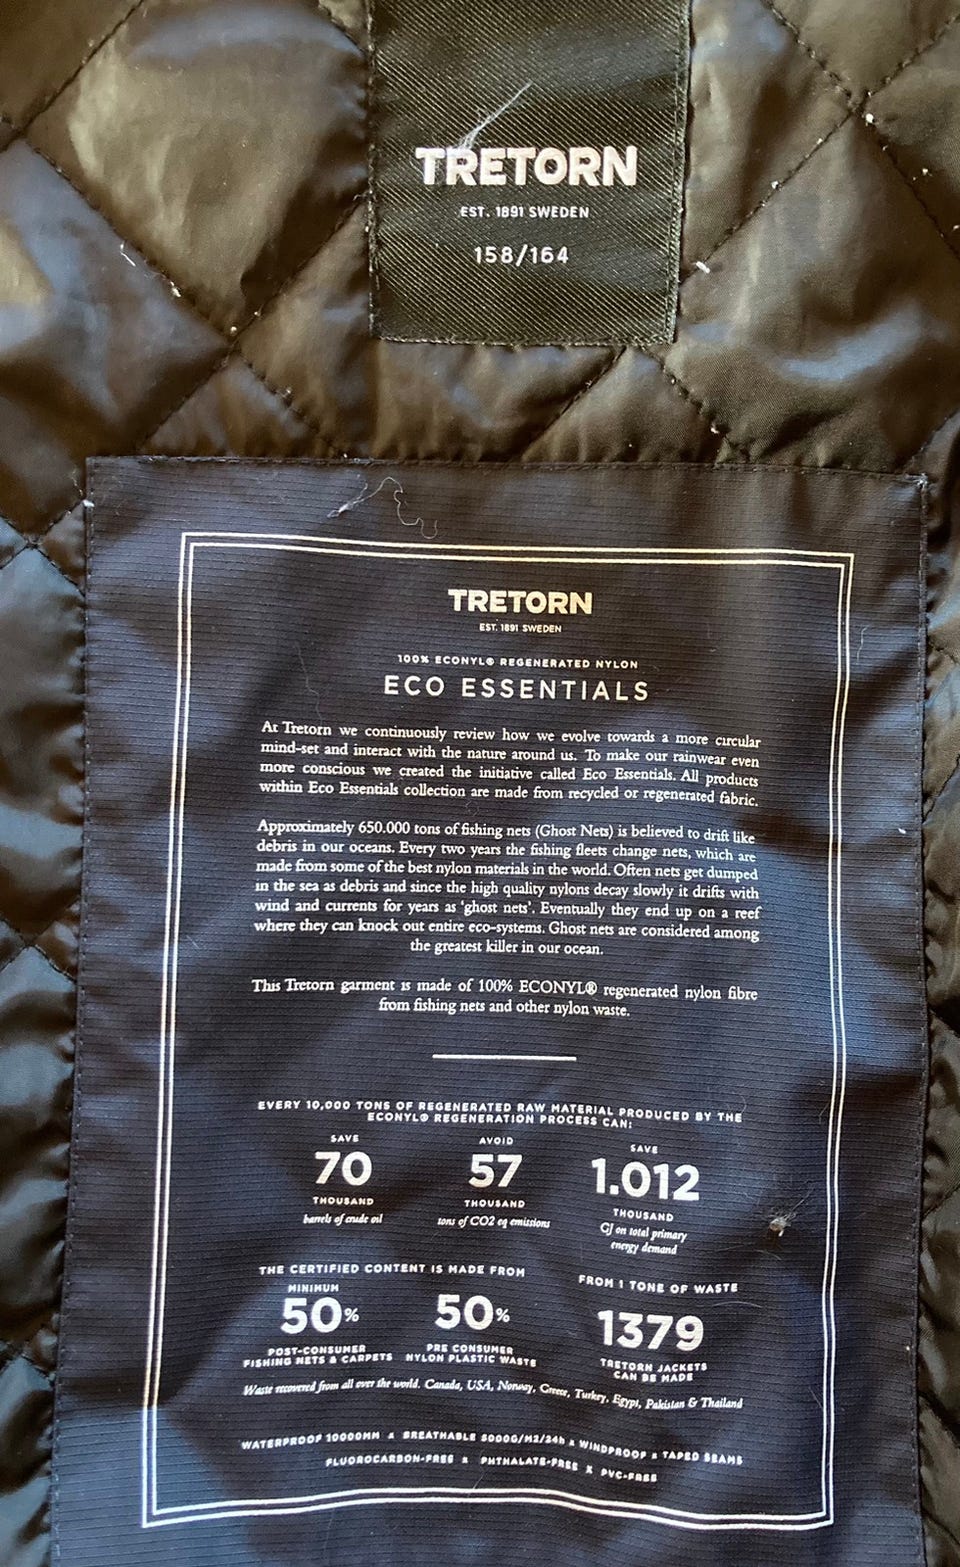 TRETORN
EST. 1891 SWEDEN
158/164
TRETORN
EST. 1891 SWEDEN
100% ECONYL® REGENERATED NYLON
ECO ESSENTIALS
At Tretorn we continuously review how we evolve towards a more circular
mind-set and interact with the nature around us. To make our rainwear even
more conscious we created the initiative called Eco Essentials. All products
within Eco Essentials collection are made from recycled or regenerated fabric.
Approximately 650.000 tons of fishing nets (Ghost Nets) is believed to drift like
debris in our oceans. Every two years the fishing fleets change nets, which are
made from some of the best nylon materials in the world. Often nets get dumped
in the sea as debris and since the high quality nylons decay slowly it drifts with
wind and currents for years as 'ghost nets'. Eventually they end up on a reef
where they can knock out entire eco-systems. Ghost nets are considered among
the greatest killer in our ocean.
This Tretorn garment is made of 100% ECONYL® regenerated nylon fibre
from fishing nets and other nylon waste.
EVERY 10,000 TONS OF REGENERATED RAW MATERIAL PRODUCED BY THE
ECONYL® REGENERATION PROCESS CAN:
SAVE
70
THOUSAND
barrels of crude oil
AVOID
57
THOUSAND
tons of CO2 eq emissions
SAVE
1.012
THOUSAND
GJ on total primary
energy demand
THE CERTIFIED CONTENT IS MADE FROM
MINIMUM
50%
POST-CONSUMER
FISHING NETS & CARPETS
50%
PRE CONSUMER
NYLON PLASTIC WASTE
FROM 1 TONE OF WASTE
1379
TRETORN JACKETS
CAN BE MADE
Waste recovered from all over the world. Canada, USA, Norway, Greece, Turkey, Egypt, Pakistan & Thailand
WATERPROOF 10000MM x BREATHABLE 5000G/M2/24h x WINDPROOF x TAPED SEAMS
FLUOROCARBON-FREE x PHTHALATE-FREE x PVC-FREE